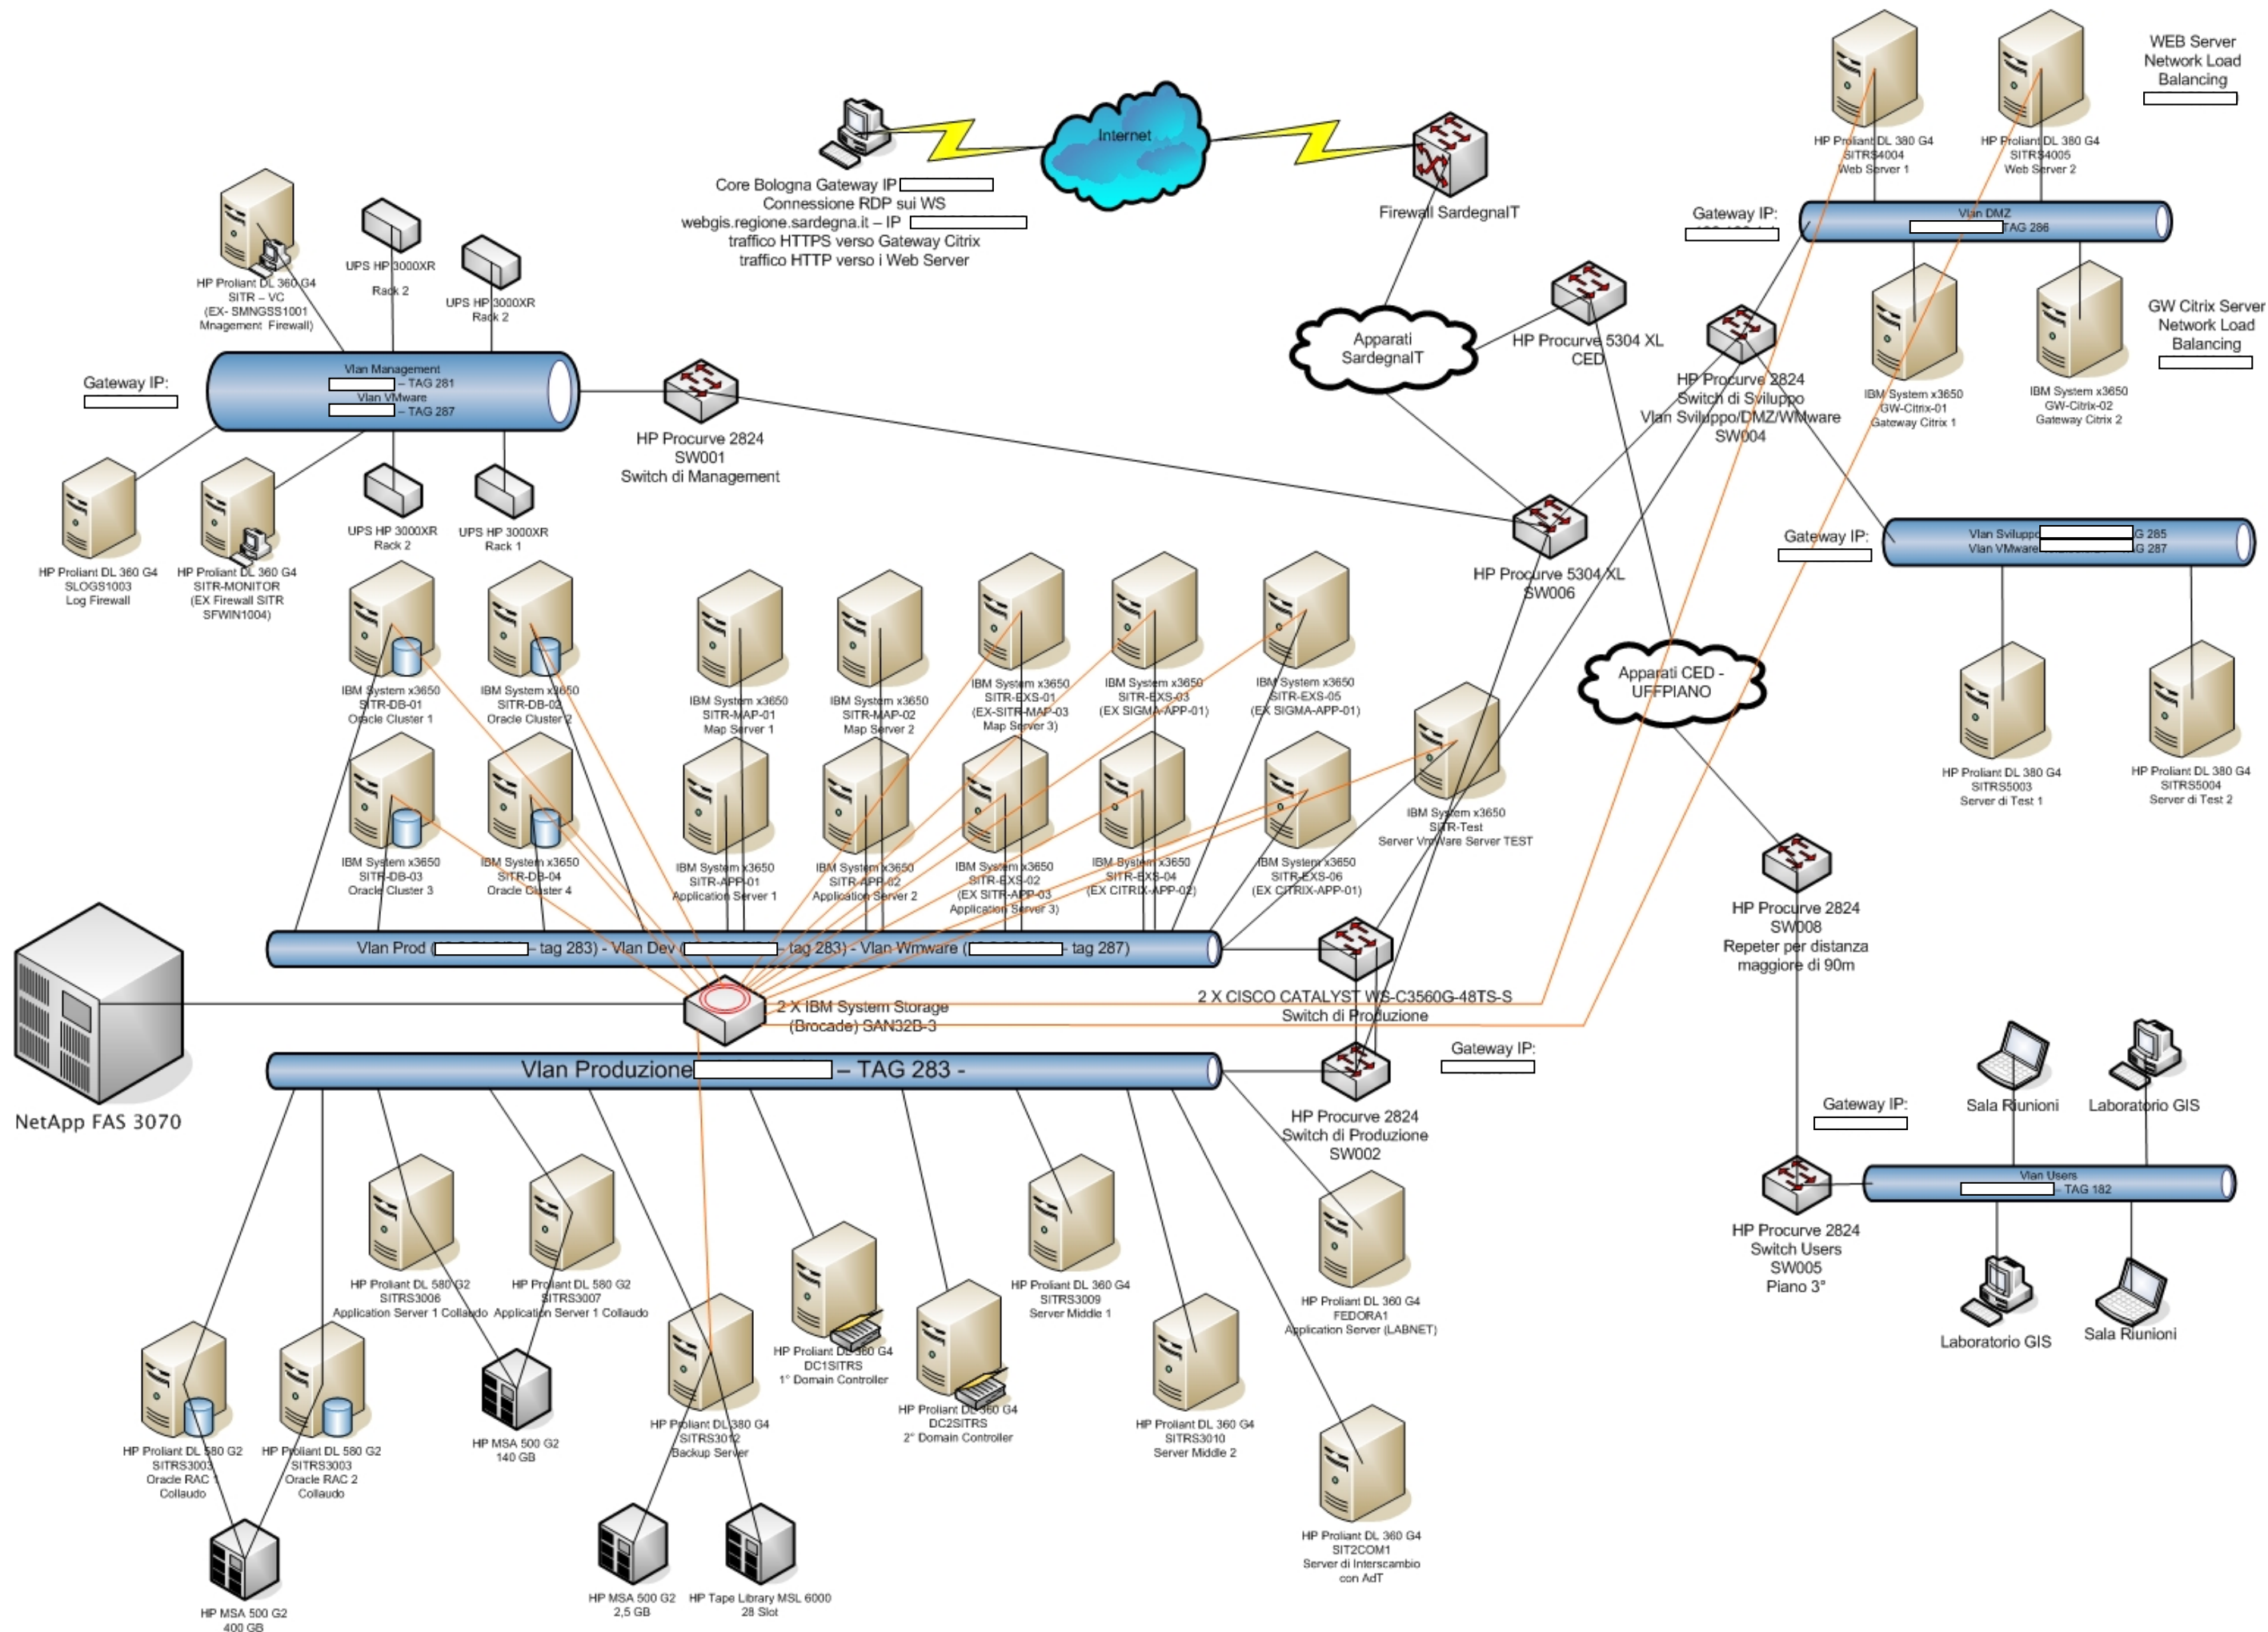 WEB Server
Network Load
Balancing
HP Proliant DL 380 G4
SITRS4004
Web Server 1
HP Proliant DL 380 G4
SITRS4005
Web Server 2
Internet
Core Bologna Gateway IP
Connessione RDP sui WS
webgis.regione.sardegna.it – IP
traffico HTTPS verso Gateway Citrix
traffico HTTP verso i Web Server
Firewall SardegnaIT
Gateway IP:
Vlan DMZ
TAG 286
HP Proliant DL 360 G4
SITR – VC
(EX- SMNGSS1001
Mnagement Firewall)
UPS HP 3000XR
Rack 2
UPS HP 3000XR
Rack 2
Apparati
SardegnaIT
HP Procurve 5304 XL
CED
GW Citrix Server
Network Load
Balancing
HP Procurve 2824
Switch di Sviluppo
Vlan Sviluppo/DMZ/WMware
SW004
IBM System x3650
GW-Citrix-01
Gateway Citrix 1
IBM System x3650
GW-Citrix-02
Gateway Citrix 2
Gateway IP:
Vlan Management
– TAG 281
Vlan VMware
– TAG 287
HP Procurve 2824
SW001
Switch di Management
HP Proliant DL 360 G4
SLOGS1003
Log Firewall
HP Proliant DL 360 G4
SITR-MONITOR
(EX Firewall SITR
SFWIN1004)
UPS HP 3000XR
Rack 2
UPS HP 3000XR
Rack 1
HP Procurve 5304 XL
SW006
Gateway IP:
Vlan Sviluppo G 285
Vlan VMware G 287
IBM System x3650
SITR-DB-01
Oracle Cluster 1
IBM System x3650
SITR-DB-02
Oracle Cluster 2
IBM System x3650
SITR-MAP-01
Map Server 1
IBM System x3650
SITR-MAP-02
Map Server 2
IBM System x3650
SITR-EXS-01
(EX-SITR-MAP-03
Map Server 3)
IBM System x3650
SITR-EXS-03
(EX SIGMA-APP-01)
IBM System x3650
SITR-EXS-05
(EX SIGMA-APP-01)
Apparati CED -
UFFPIANO
HP Proliant DL 380 G4
SITRS5003
Server di Test 1
HP Proliant DL 380 G4
SITRS5004
Server di Test 2
IBM System x3650
SITR-Test
Server VmWare Server TEST
IBM System x3650
SITR-DB-03
Oracle Cluster 3
IBM System x3650
SITR-DB-04
Oracle Cluster 4
IBM System x3650
SITR-APP-01
Application Server 1
IBM System x3650
SITR-APP-02
Application Server 2
IBM System x3650
SITR-EXS-02
(EX SITR-APP-03
Application Server 3)
IBM System x3650
SITR-EXS-04
(EX CITRIX-APP-02)
IBM System x3650
SITR-EXS-06
(EX CITRIX-APP-01)
HP Procurve 2824
SW008
Repeter per distanza
maggiore di 90m
Vlan Prod ( – tag 283) - Vlan Dev ( – tag 283) - Vlan Wmware ( – tag 287)
2 X IBM System Storage
(Brocade) SAN32B-3
2 X CISCO CATALYST WS-C3560G-48TS-S
Switch di Produzione
NetApp FAS 3070
Vlan Produzione – TAG 283 -
Gateway IP:
HP Procurve 2824
Switch di Produzione
SW002
Gateway IP:
Sala Riunioni
Laboratorio GIS
Vlan Users
– TAG 182
HP Procurve 2824
Switch Users
SW005
Piano 3°
Laboratorio GIS
Sala Riunioni
HP Proliant DL 580 G2
SITRS3006
Application Server 1 Collaudo
HP Proliant DL 580 G2
SITRS3007
Application Server 1 Collaudo
HP Proliant DL 360 G4
SITRS3009
Server Middle 1
HP Proliant DL 360 G4
FEDORA1
Application Server (LABNET)
HP Proliant DL 360 G4
DC1SITRS
1° Domain Controller
HP Proliant DL 360 G4
DC2SITRS
2° Domain Controller
HP Proliant DL 380 G4
SITRS3012
Backup Server
HP Proliant DL 360 G4
SITRS3010
Server Middle 2
HP Proliant DL 580 G2
SITRS3003
Oracle RAC 1
Collaudo
HP Proliant DL 580 G2
SITRS3003
Oracle RAC 2
Collaudo
HP MSA 500 G2
140 GB
HP Proliant DL 360 G4
SIT2COM1
Server di Interscambio
con AdT
HP MSA 500 G2
2,5 GB
HP Tape Library MSL 6000
28 Slot
HP MSA 500 G2
400 GB